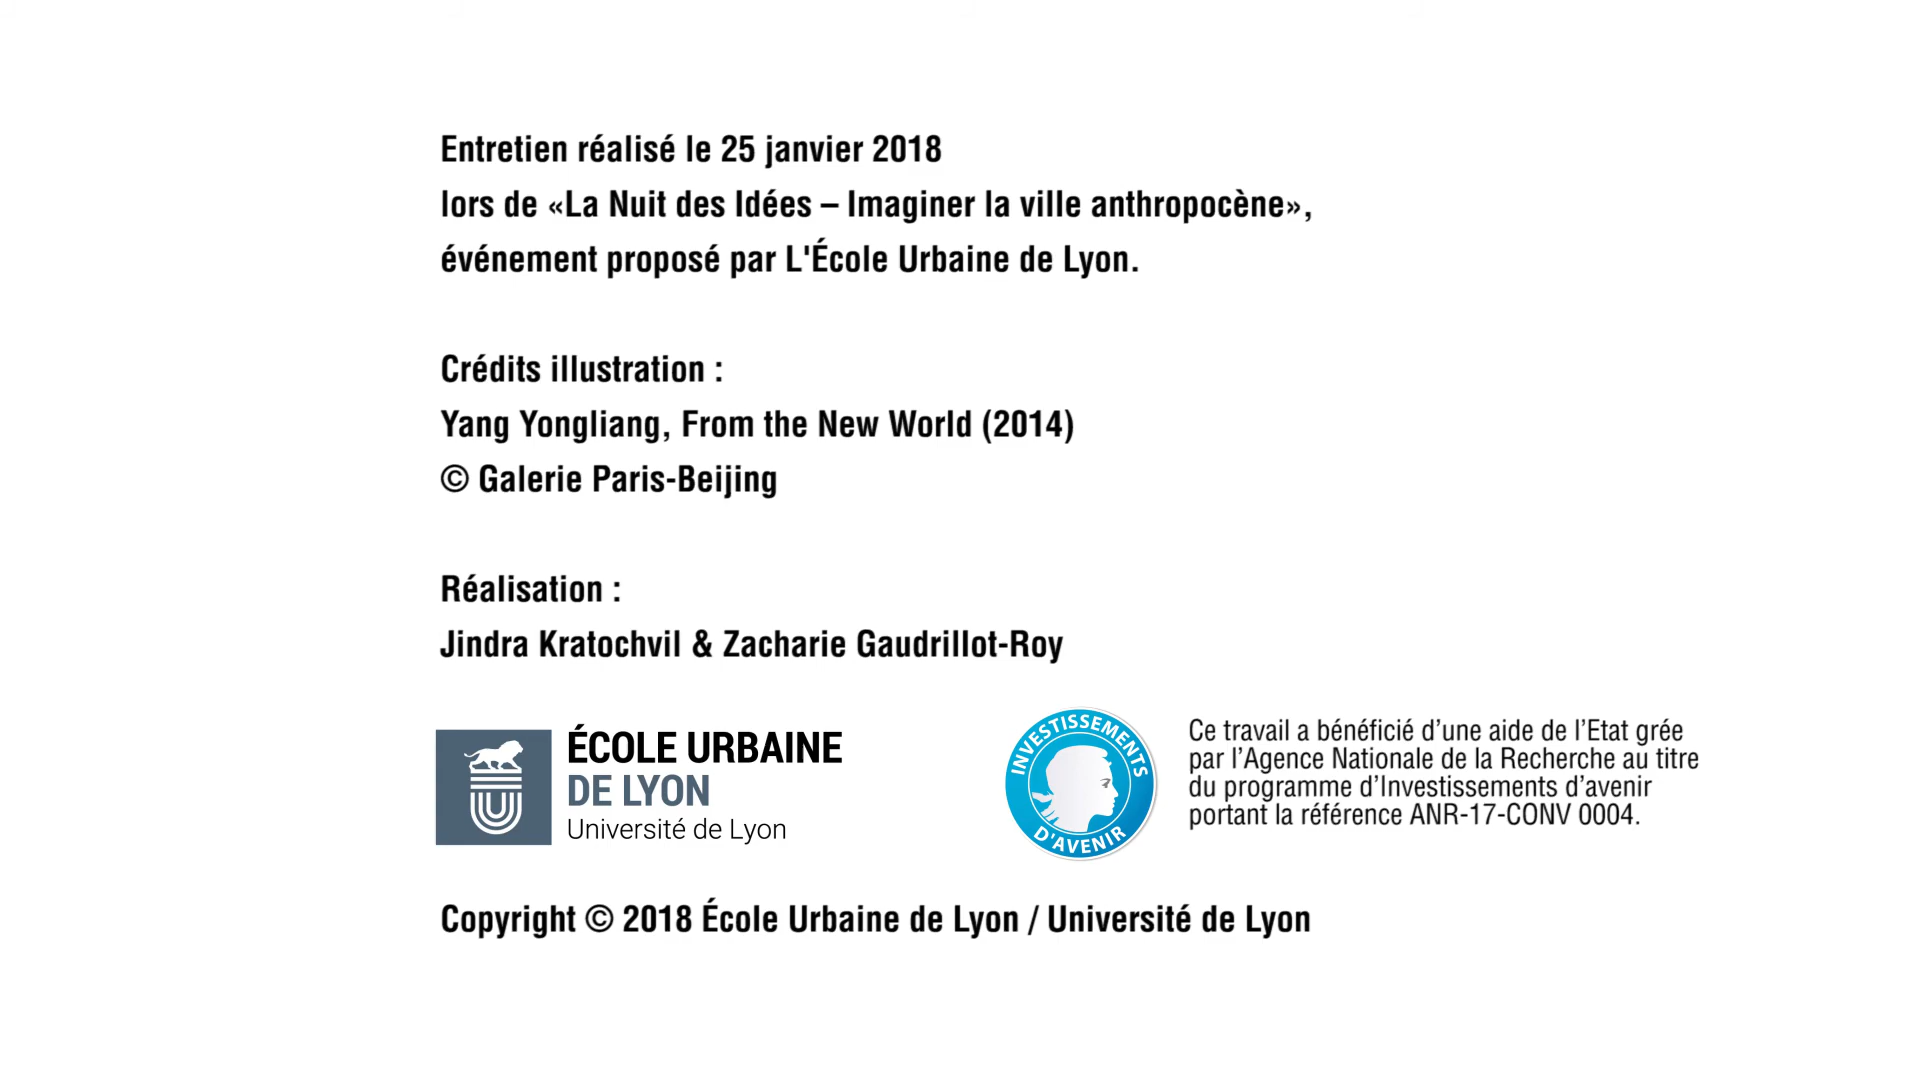 Entretien réalisé le 25 janvier 2018
lors de «La Nuit des Idées – Imaginer la ville anthropocène»,
événement proposé par L'École Urbaine de Lyon.
Crédits illustration :
Yang Yongliang, From the New World (2014)
© Galerie Paris-Beijing
Réalisation :
Jindra Kratochvil & Zacharie Gaudrillot-Roy
ÉCOLE URBAINE
DE LYON
Université de Lyon
INVESTISSEMENTS
D'AVENIR
Ce travail a bénéficié d’une aide de l’Etat grée
par l’Agence Nationale de la Recherche au titre
du programme d’Investissements d’avenir
portant la référence ANR-17-CONV 0004.
Copyright © 2018 École Urbaine de Lyon / Université de Lyon